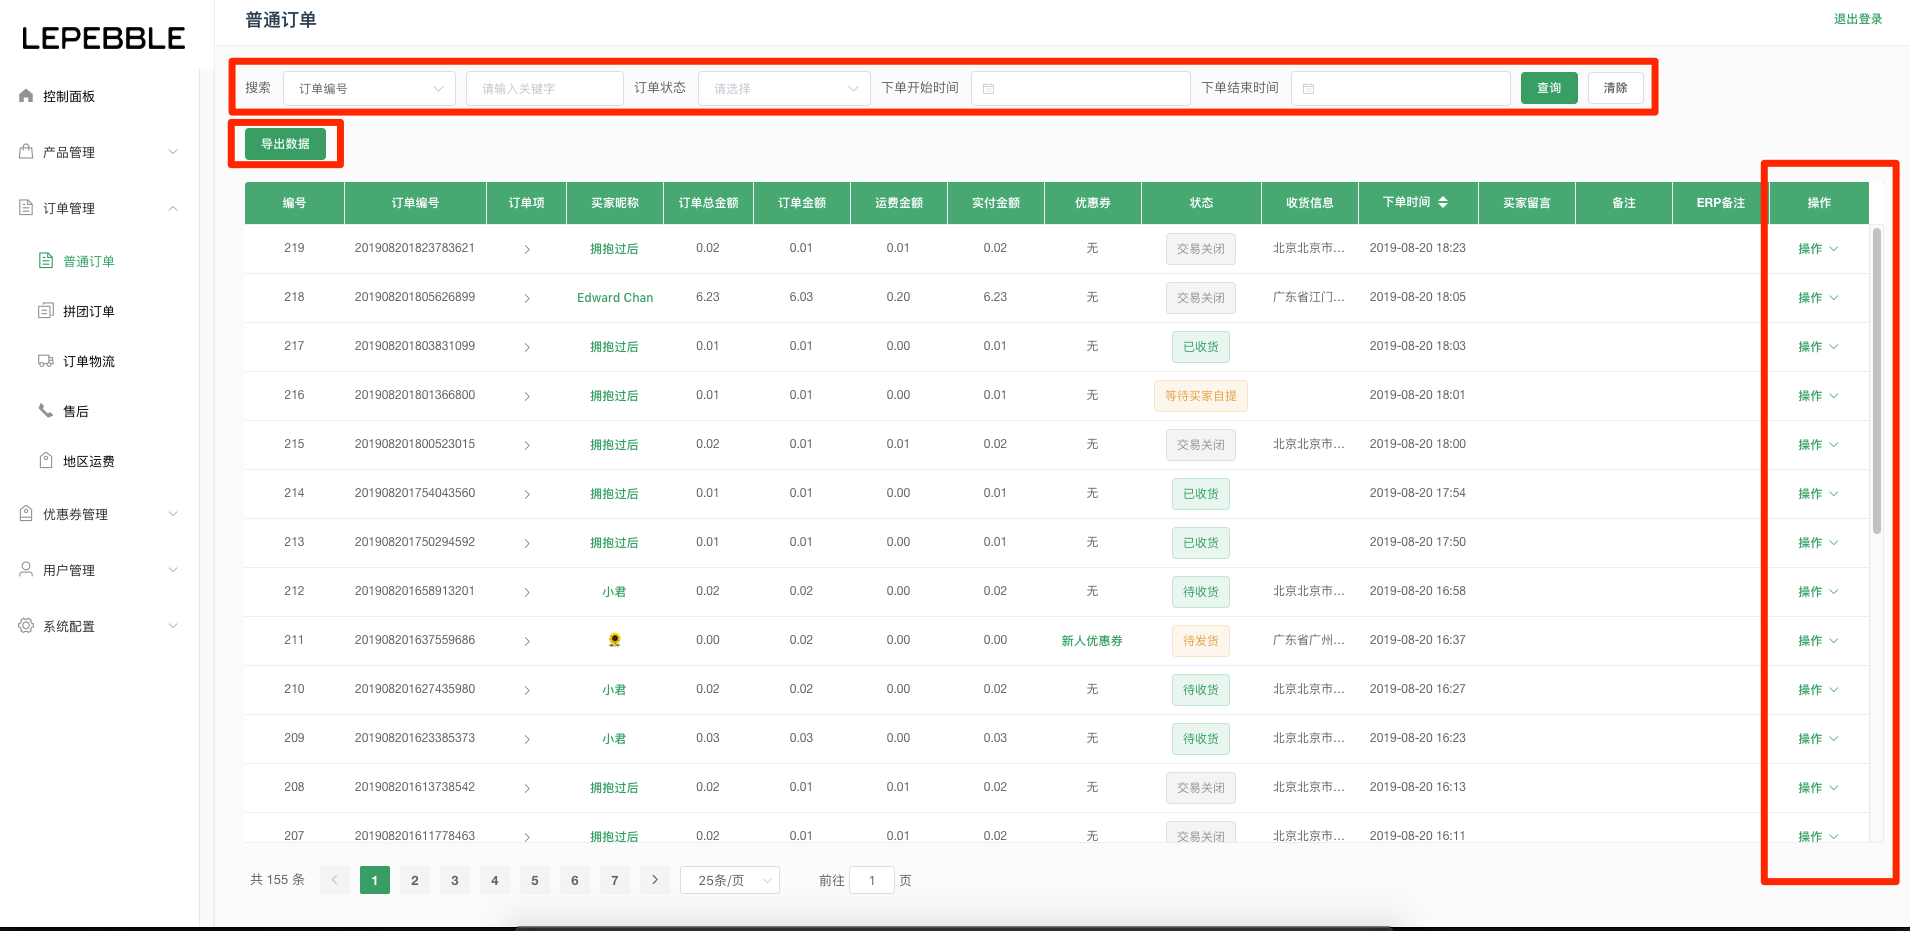 LEPEBBLE
普通订单
退出登录
控制面板
产品管理
订单管理
普通订单
拼团订单
订单物流
售后
地区运费
优惠券管理
用户管理
系统配置
搜索 订单编号 请输入关键字 订单状态 请选择 下单开始时间 下单结束时间 查询 清除
导出数据
编号 订单编号 订单项 买家昵称 订单总金额 订单金额 运费金额 实付金额 优惠券 状态 收货信息 下单时间 买家留言 备注 ERP备注 操作
219 201908201823783621 拥抱过后 0.02 0.01 0.01 0.02 无 交易关闭 北京北京市... 2019-08-20 18:23 操作
218 201908201805626899 Edward Chan 6.23 6.03 0.20 6.23 无 交易关闭 广东省江门... 2019-08-20 18:05 操作
217 201908201803831099 拥抱过后 0.01 0.01 0.00 0.01 无 已收货 2019-08-20 18:03 操作
216 201908201801366800 拥抱过后 0.01 0.01 0.00 0.01 无 等待买家自提 2019-08-20 18:01 操作
215 201908201800523015 拥抱过后 0.02 0.01 0.01 0.02 无 交易关闭 北京北京市... 2019-08-20 18:00 操作
214 201908201754043560 拥抱过后 0.01 0.01 0.00 0.01 无 已收货 2019-08-20 17:54 操作
213 201908201750294592 拥抱过后 0.01 0.01 0.00 0.01 无 已收货 2019-08-20 17:50 操作
212 201908201658913201 小君 0.02 0.02 0.00 0.02 无 待收货 北京北京市... 2019-08-20 16:58 操作
211 201908201637559686 🌻 0.00 0.02 0.00 0.00 新人优惠券 待发货 广东省广州... 2019-08-20 16:37 操作
210 201908201627435980 小君 0.02 0.02 0.00 0.02 无 待收货 北京北京市... 2019-08-20 16:27 操作
209 201908201623385373 小君 0.03 0.03 0.00 0.03 无 待收货 北京北京市... 2019-08-20 16:23 操作
208 201908201613738542 拥抱过后 0.02 0.01 0.01 0.02 无 交易关闭 北京北京市... 2019-08-20 16:13 操作
207 201908201611778463 拥抱过后 0.02 0.01 0.01 0.02 无 交易关闭 北京北京市... 2019-08-20 16:11 操作
共 155 条 1 2 3 4 5 6 7 25条/页 前往 1 页